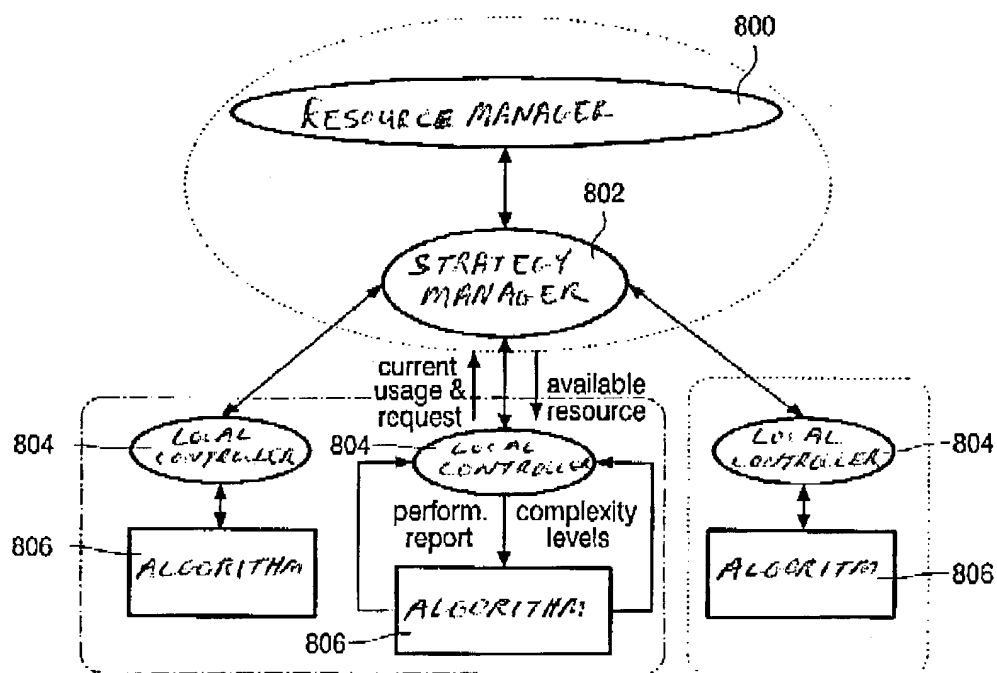 800
RESOURCE MANAGER
802
STRATEGY
MANAGER
current
usage &
request
available
resource
804
LOCAL
CONTROLLER
804
LOCAL
CONTROLLER
LOCAL
CONTROLLER
804
perform.
report
complexity
levels
806
ALGORITHM
ALGORITHM
806
ALGORITM
806